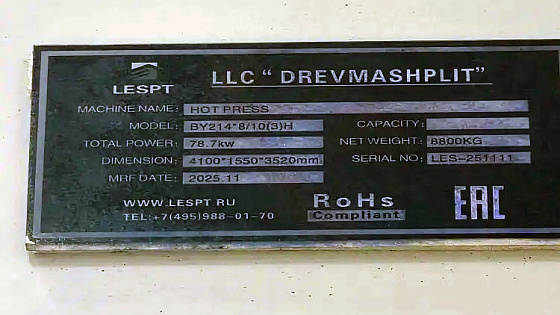 LESPT
LLC “ DREVMASHPLIT”
MACHINE NAME: HOT PRESS
MODEL: BY214*8/10(3)H CAPACITY:
TOTAL POWER: 78.7kw NET WEIGHT: 8800KG
DIMENSION: 4100*1550*3520mm SERIAL NO: LES-251111
MRF DATE: 2025.11
WWW.LESPT RU
TEL:+7(495)988-01-70
RoHs
Compliant
EAC